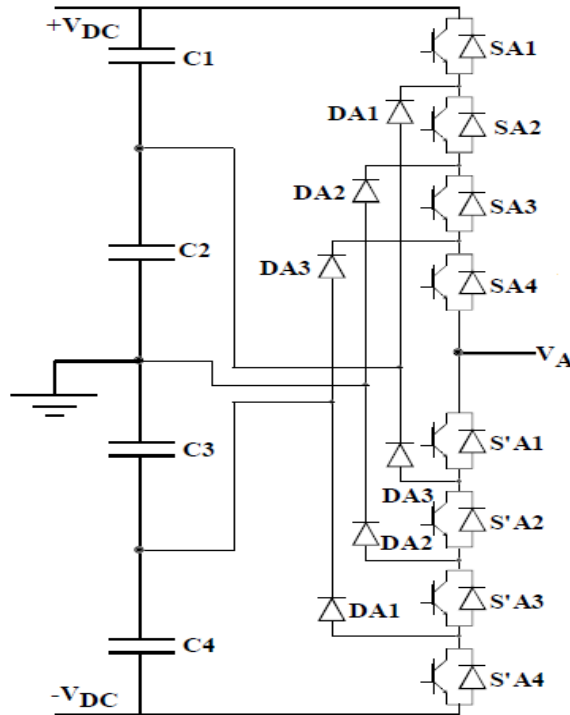 +VDC
C1
SA1
DA1
SA2
DA2
SA3
C2
DA3
SA4
VA
C3
S'A1
DA3
S'A2
DA2
S'A3
DA1
C4
S'A4
-VDC